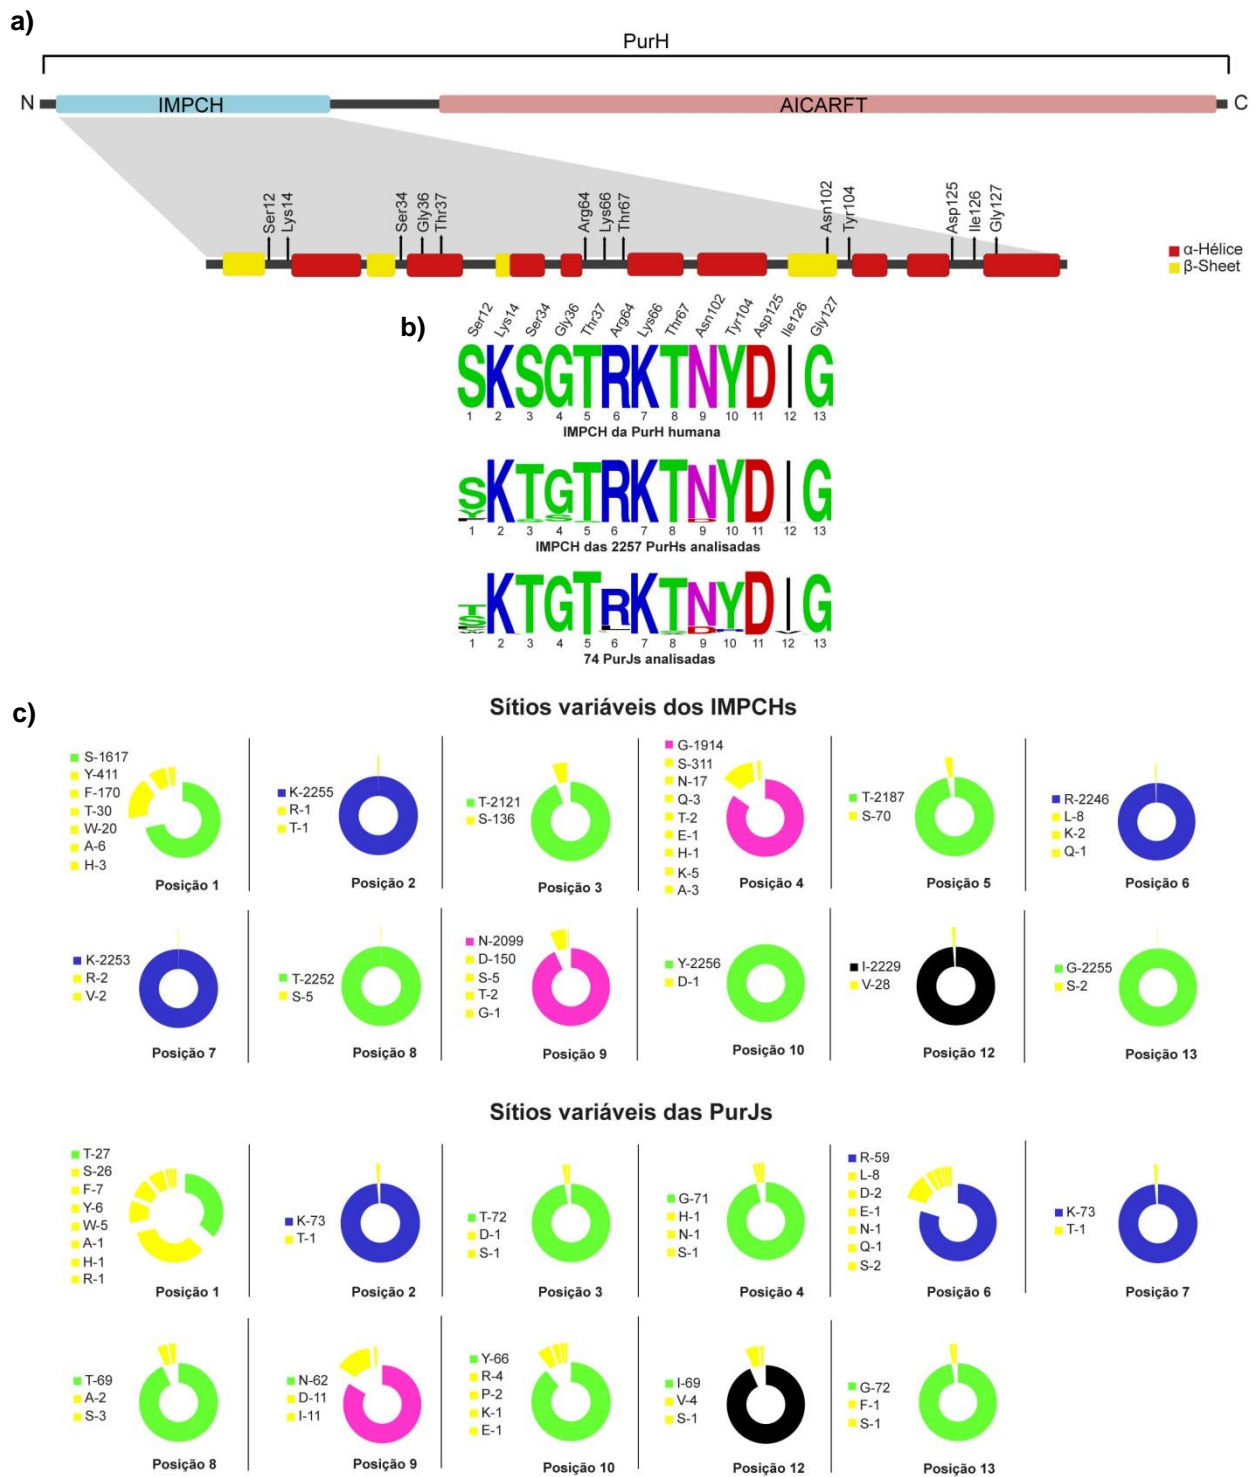 a)
PurH
N
IMPCH
AICARFT
C
Ser12
Lys14
Ser34
Gly36
Thr37
Arg64
Lys66
Thr67
Asn102
Tyr104
Asp125
Ile126
Gly127
α-Hélice
β-Sheet
b)
Ser12
Lys14
Ser34
Gly36
Thr37
Arg64
Lys66
Thr67
Asn102
Tyr104
Asp125
Ile126
Gly127
SKSGTRKTNYDIG
1 2 3 4 5 6 7 8 9 10 11 12 13
IMPCH da PurH humana
SKTGTRKTNYDIG
1 2 3 4 5 6 7 8 9 10 11 12 13
IMPCH das 2257 PurHs analisadas
TKTGTRKTNYDIG
1 2 3 4 5 6 7 8 9 10 11 12 13
74 PurJs analisadas
c)
Sítios variáveis dos IMPCHs
S-1617
Y-411
F-170
T-30
W-20
A-6
H-3
Posição 1
K-2255
R-1
T-1
Posição 2
T-2121
S-136
Posição 3
G-1914
S-311
N-17
Q-3
T-2
E-1
H-1
K-5
A-3
Posição 4
T-2187
S-70
Posição 5
R-2246
L-8
K-2
Q-1
Posição 6
K-2253
R-2
V-2
Posição 7
T-2252
S-5
Posição 8
N-2099
D-150
S-5
T-2
G-1
Posição 9
Y-2256
D-1
Posição 10
I-2229
V-28
Posição 12
G-2255
S-2
Posição 13
Sítios variáveis das PurJs
T-27
S-26
F-7
Y-6
W-5
A-1
H-1
R-1
Posição 1
K-73
T-1
Posição 2
T-72
D-1
S-1
Posição 3
G-71
H-1
N-1
S-1
Posição 4
R-59
L-8
D-2
E-1
N-1
Q-1
S-2
Posição 6
K-73
T-1
Posição 7
T-69
A-2
S-3
Posição 8
N-62
D-11
I-11
Posição 9
Y-66
R-4
P-2
K-1
E-1
Posição 10
I-69
V-4
S-1
Posição 12
G-72
F-1
S-1
Posição 13